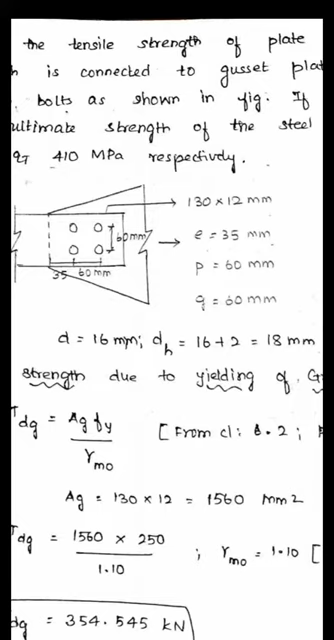 the tensile strength of plate
is connected to gusset plat
bolts as shown in fig. If
ultimate strength of the steel
410 MPa respectively.
130 × 12 mm
60mm
e = 35 mm
35 60mm
p = 60 mm
g = 60 mm
d = 16 mm; dh = 16 + 2 = 18 mm
strength due to yielding of G
Tdg = Ag fy / γmo [From cl: 6.2 ;
Ag = 130 × 12 = 1560 mm2
Tdg = 1560 × 250 / 1.10 ; γmo = 1.10 [
dg = 354.545 kN